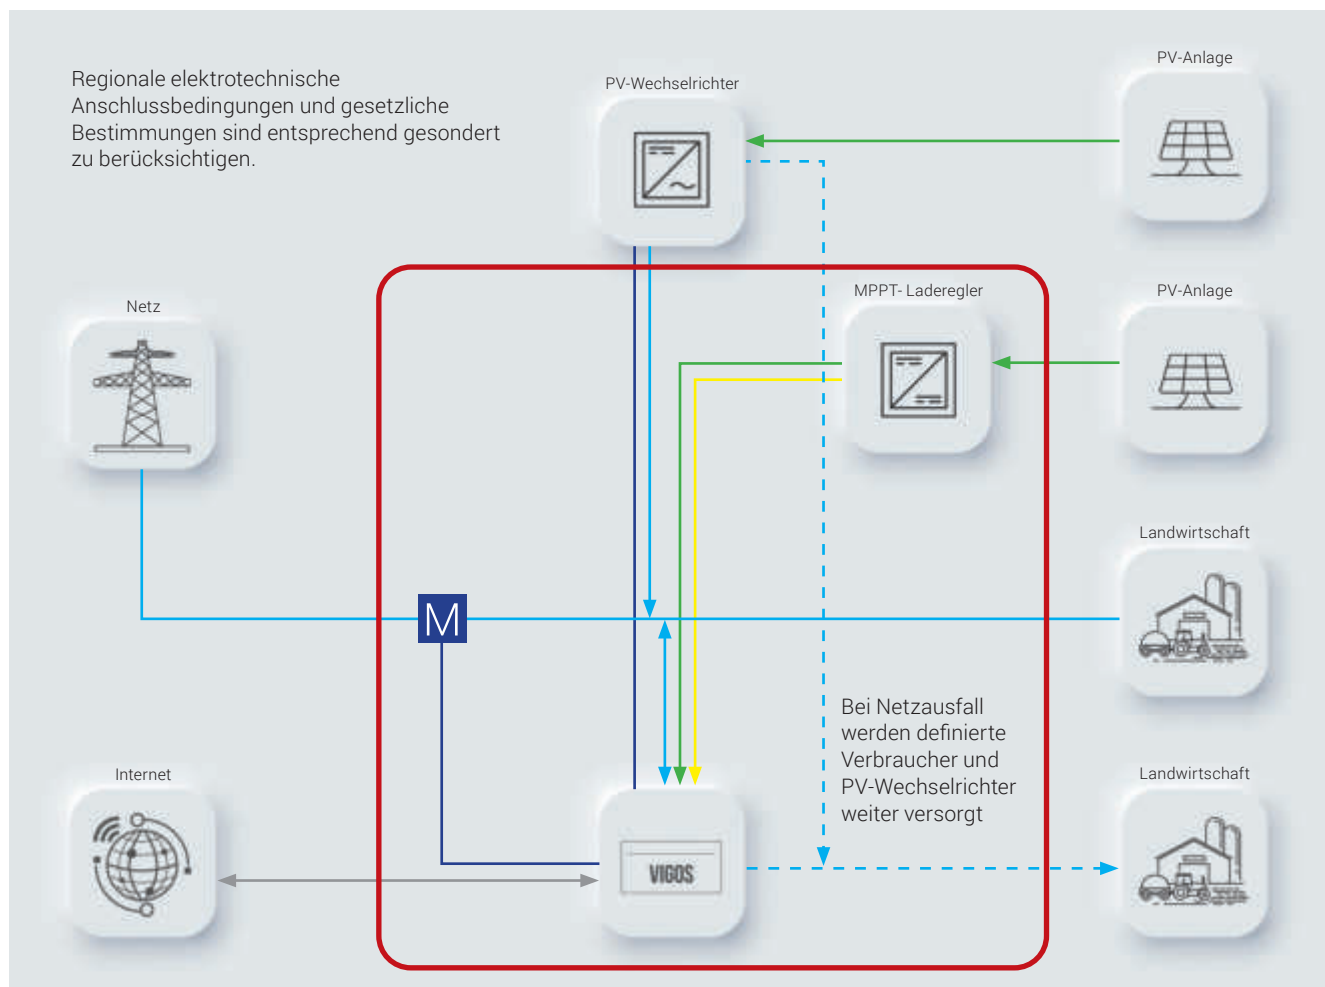 Regionale elektrotechnische
Anschlussbedingungen und gesetzliche
Bestimmungen sind entsprechend gesondert
zu berücksichtigen.
PV-Wechselrichter
PV-Anlage
Netz
MPPT- Laderegler
PV-Anlage
Landwirtschaft
M
Bei Netzausfall
werden definierte
Verbraucher und
PV-Wechselrichter
weiter versorgt
Internet
VIGOS
Landwirtschaft